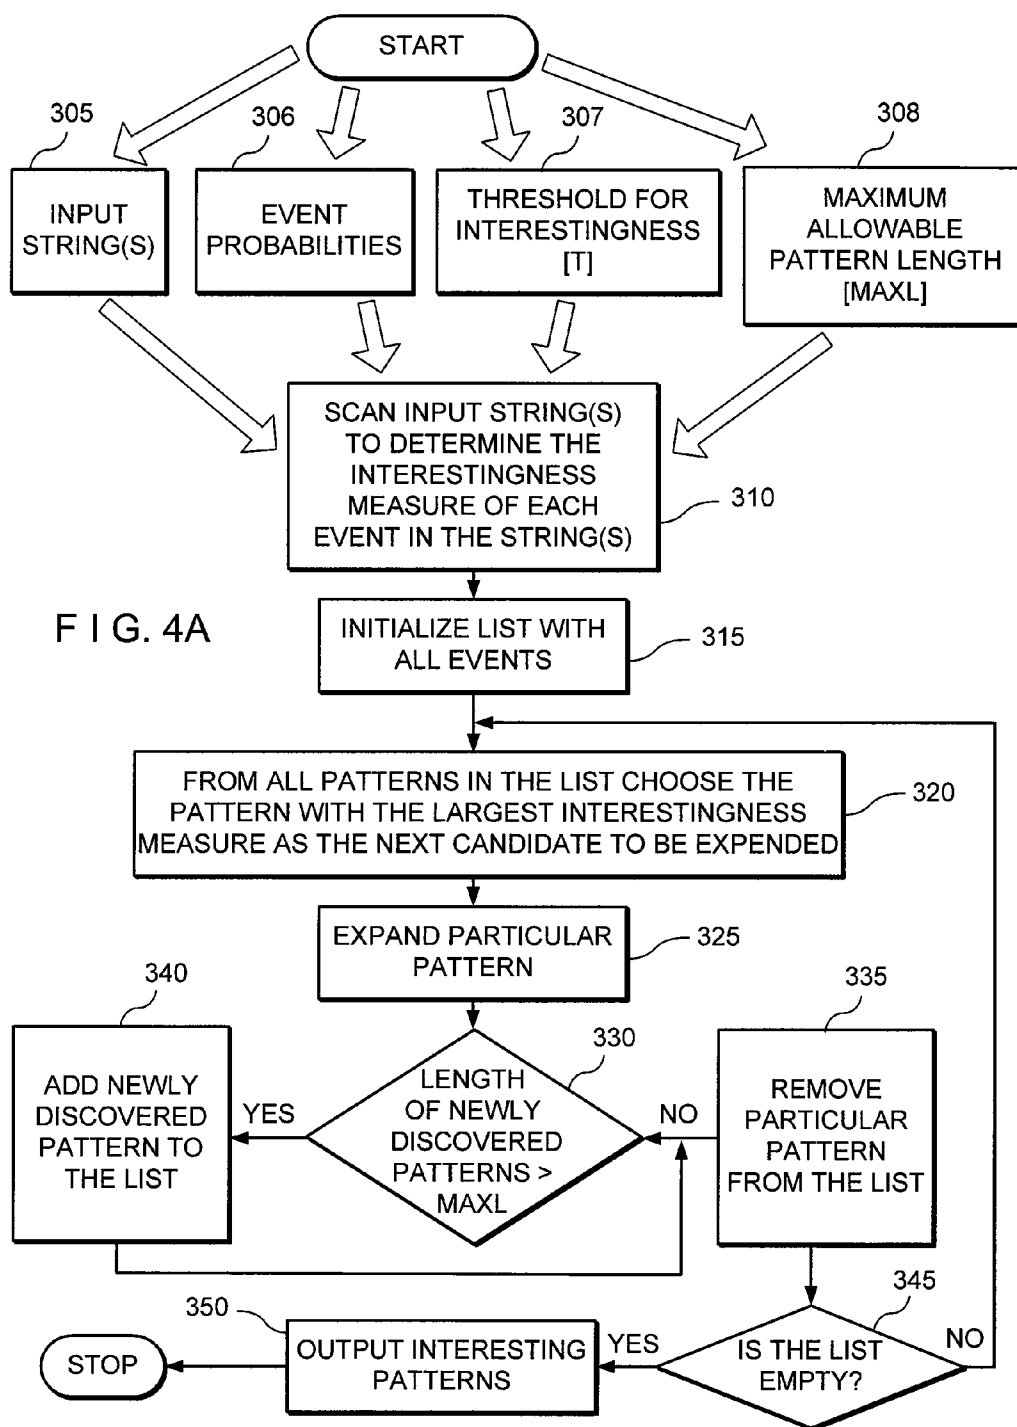 START
305
306
307
308
INPUT
STRING(S)
EVENT
PROBABILITIES
THRESHOLD FOR
INTERESTINGNESS
[T]
MAXIMUM
ALLOWABLE
PATTERN LENGTH
[MAXL]
SCAN INPUT STRING(S)
TO DETERMINE THE
INTERESTINGNESS
MEASURE OF EACH
EVENT IN THE STRING(S)
310
F I G. 4A
INITIALIZE LIST WITH
ALL EVENTS
315
FROM ALL PATTERNS IN THE LIST CHOOSE THE
PATTERN WITH THE LARGEST INTERESTINGNESS
MEASURE AS THE NEXT CANDIDATE TO BE EXPENDED
320
EXPAND PARTICULAR
PATTERN
325
340
ADD NEWLY
DISCOVERED
PATTERN TO
THE LIST
YES
330
LENGTH
OF NEWLY
DISCOVERED
PATTERNS >
MAXL
NO
335
REMOVE
PARTICULAR
PATTERN
FROM THE LIST
345
IS THE LIST
EMPTY?
NO
YES
350
OUTPUT INTERESTING
PATTERNS
STOP